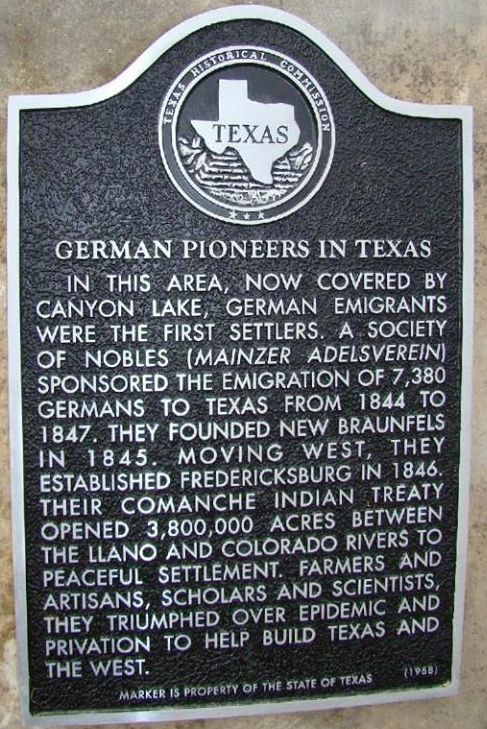 TEXAS HISTORICAL COMMISSION
TEXAS
GERMAN PIONEERS IN TEXAS
IN THIS AREA, NOW COVERED BY
CANYON LAKE, GERMAN EMIGRANTS
WERE THE FIRST SETTLERS. A SOCIETY
OF NOBLES (MAINZER ADELSVEREIN)
SPONSORED THE EMIGRATION OF 7,380
GERMANS TO TEXAS FROM 1844 TO
1847. THEY FOUNDED NEW BRAUNFELS
IN 1845. MOVING WEST, THEY
ESTABLISHED FREDERICKSBURG IN 1846.
THEIR COMANCHE INDIAN TREATY
OPENED 3,800,000 ACRES BETWEEN
THE LLANO AND COLORADO RIVERS TO
PEACEFUL SETTLEMENT. FARMERS AND
ARTISANS, SCHOLARS AND SCIENTISTS,
THEY TRIUMPHED OVER EPIDEMIC AND
PRIVATION TO HELP BUILD TEXAS AND
THE WEST.
(1968)
MARKER IS PROPERTY OF THE STATE OF TEXAS